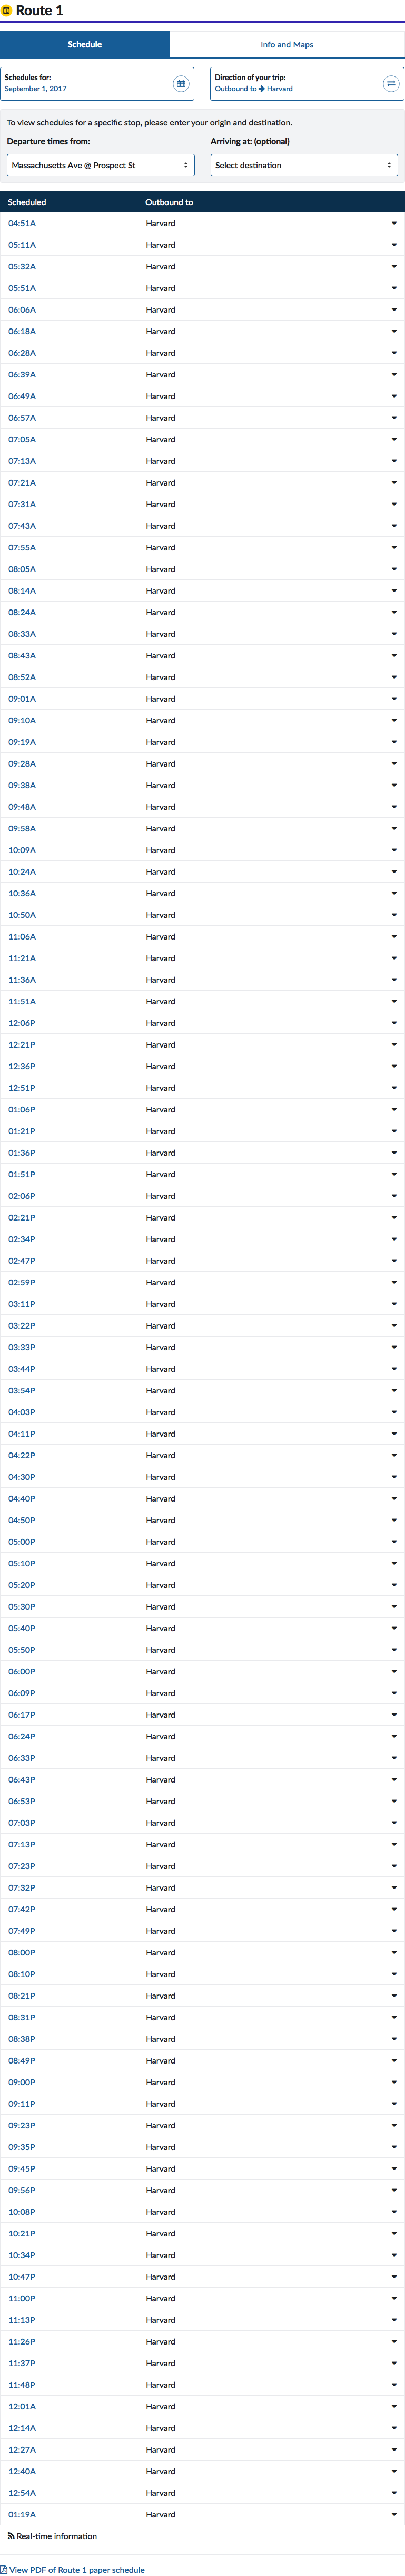 Route 1
Schedule Info and Maps
Schedules for: Direction of your trip:
September 1, 2017 Outbound to Harvard
To view schedules for a specific stop, please enter your origin and destination.
Departure times from: Arriving at: (optional)
Massachusetts Ave @ Prospect St Select destination
Scheduled Outbound to
04:51A Harvard
05:11A Harvard
05:32A Harvard
05:51A Harvard
06:06A Harvard
06:18A Harvard
06:28A Harvard
06:39A Harvard
06:49A Harvard
06:57A Harvard
07:05A Harvard
07:13A Harvard
07:21A Harvard
07:31A Harvard
07:43A Harvard
07:55A Harvard
08:05A Harvard
08:14A Harvard
08:24A Harvard
08:33A Harvard
08:43A Harvard
08:52A Harvard
09:01A Harvard
09:10A Harvard
09:19A Harvard
09:28A Harvard
09:38A Harvard
09:48A Harvard
09:58A Harvard
10:09A Harvard
10:24A Harvard
10:36A Harvard
10:50A Harvard
11:06A Harvard
11:21A Harvard
11:36A Harvard
11:51A Harvard
12:06P Harvard
12:21P Harvard
12:36P Harvard
12:51P Harvard
01:06P Harvard
01:21P Harvard
01:36P Harvard
01:51P Harvard
02:06P Harvard
02:21P Harvard
02:34P Harvard
02:47P Harvard
02:59P Harvard
03:11P Harvard
03:22P Harvard
03:33P Harvard
03:44P Harvard
03:54P Harvard
04:03P Harvard
04:11P Harvard
04:22P Harvard
04:30P Harvard
04:40P Harvard
04:50P Harvard
05:00P Harvard
05:10P Harvard
05:20P Harvard
05:30P Harvard
05:40P Harvard
05:50P Harvard
06:00P Harvard
06:09P Harvard
06:17P Harvard
06:24P Harvard
06:33P Harvard
06:43P Harvard
06:53P Harvard
07:03P Harvard
07:13P Harvard
07:23P Harvard
07:32P Harvard
07:42P Harvard
07:49P Harvard
08:00P Harvard
08:10P Harvard
08:21P Harvard
08:31P Harvard
08:38P Harvard
08:49P Harvard
09:00P Harvard
09:11P Harvard
09:23P Harvard
09:35P Harvard
09:45P Harvard
09:56P Harvard
10:08P Harvard
10:21P Harvard
10:34P Harvard
10:47P Harvard
11:00P Harvard
11:13P Harvard
11:26P Harvard
11:37P Harvard
11:48P Harvard
12:01A Harvard
12:14A Harvard
12:27A Harvard
12:40A Harvard
12:54A Harvard
01:19A Harvard
Real-time information
View PDF of Route 1 paper schedule